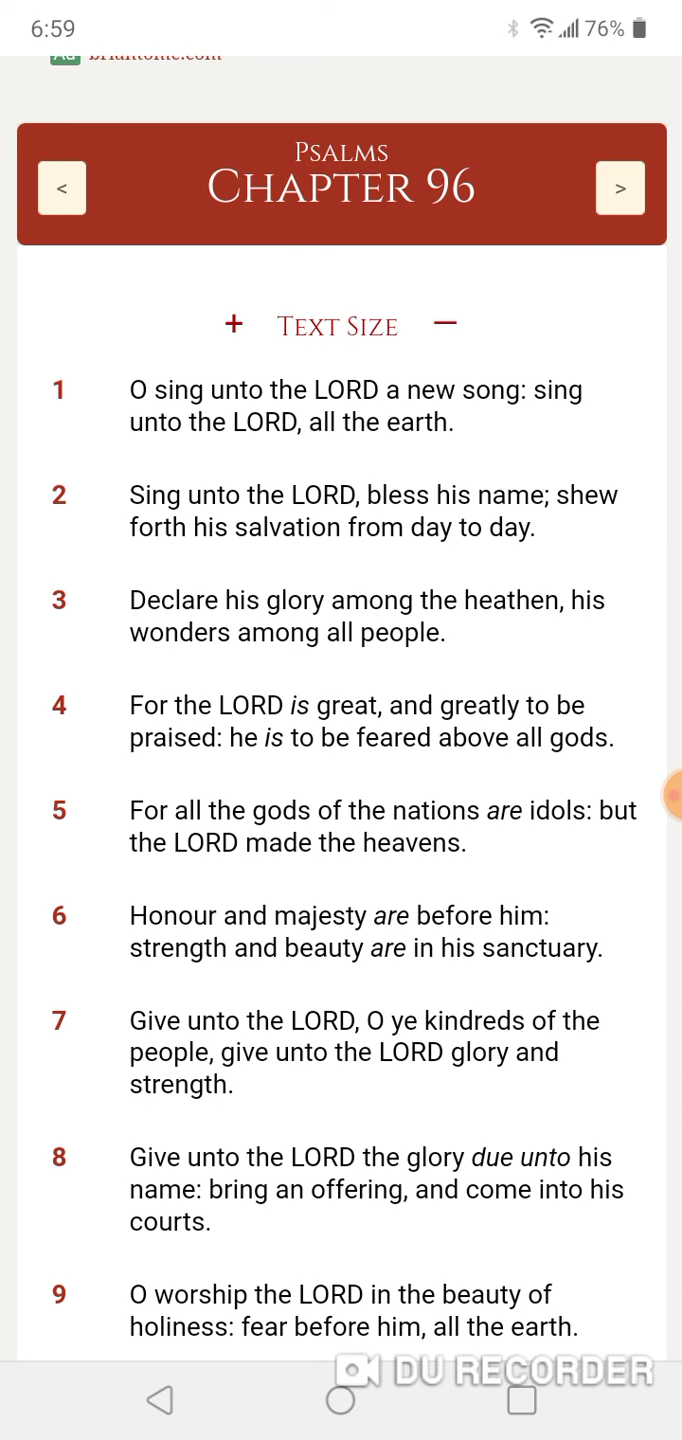 6:59
76%
Psalms
Chapter 96
<
>
+ Text Size −
1 O sing unto the LORD a new song: sing
unto the LORD, all the earth.
2 Sing unto the LORD, bless his name; shew
forth his salvation from day to day.
3 Declare his glory among the heathen, his
wonders among all people.
4 For the LORD is great, and greatly to be
praised: he is to be feared above all gods.
5 For all the gods of the nations are idols: but
the LORD made the heavens.
6 Honour and majesty are before him:
strength and beauty are in his sanctuary.
7 Give unto the LORD, O ye kindreds of the
people, give unto the LORD glory and
strength.
8 Give unto the LORD the glory due unto his
name: bring an offering, and come into his
courts.
9 O worship the LORD in the beauty of
holiness: fear before him, all the earth.
DU RECORDER